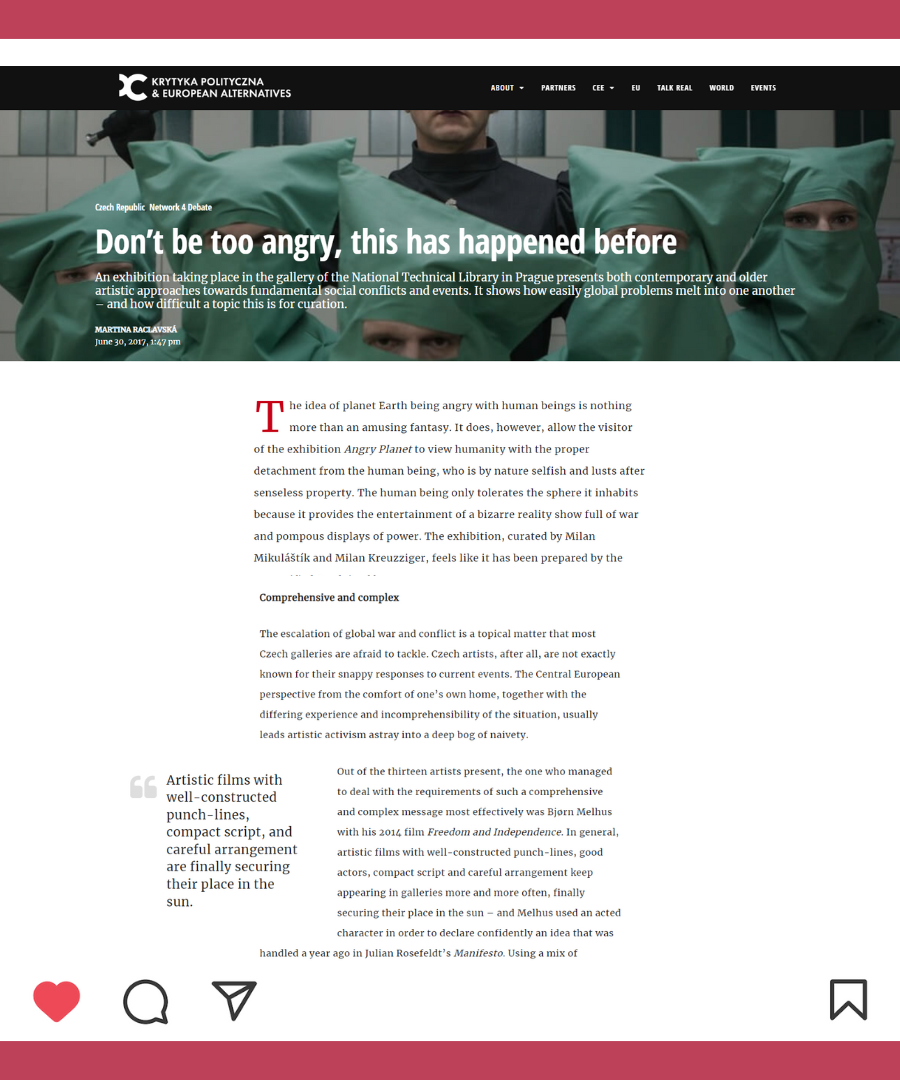 KRYTYKA POLITYCZNA
& EUROPEAN ALTERNATIVES
ABOUT PARTNERS CEE EU TALK REAL WORLD EVENTS
Czech Republic Network 4 Debate
Don't be too angry, this has happened before
An exhibition taking place in the gallery of the National Technical Library in Prague presents both contemporary and older
artistic approaches towards fundamental social conflicts and events. It shows how easily global problems melt into one another
– and how difficult a topic this is for curation.
MARTINA RACLAVSKÁ
June 30, 2017, 1:47 pm
The idea of planet Earth being angry with human beings is nothing
more than an amusing fantasy. It does, however, allow the visitor
of the exhibition Angry Planet to view humanity with the proper
detachment from the human being, who is by nature selfish and lusts after
senseless property. The human being only tolerates the sphere it inhabits
because it provides the entertainment of a bizarre reality show full of war
and pompous displays of power. The exhibition, curated by Milan
Mikuláštík and Milan Kreuzziger, feels like it has been prepared by the
Comprehensive and complex
The escalation of global war and conflict is a topical matter that most
Czech galleries are afraid to tackle. Czech artists, after all, are not exactly
known for their snappy responses to current events. The Central European
perspective from the comfort of one's own home, together with the
differing experience and incomprehensibility of the situation, usually
leads artistic activism astray into a deep bog of naivety.
“
Artistic films with
well-constructed
punch-lines,
compact script, and
careful arrangement
are finally securing
their place in the
sun.
Out of the thirteen artists present, the one who managed
to deal with the requirements of such a comprehensive
and complex message most effectively was Bjørn Melhus
with his 2014 film Freedom and Independence. In general,
artistic films with well-constructed punch-lines, good
actors, compact script and careful arrangement keep
appearing in galleries more and more often, finally
securing their place in the sun – and Melhus used an acted
character in order to declare confidently an idea that was
handled a year ago in Julian Rosefeldt's Manifesto. Using a mix of